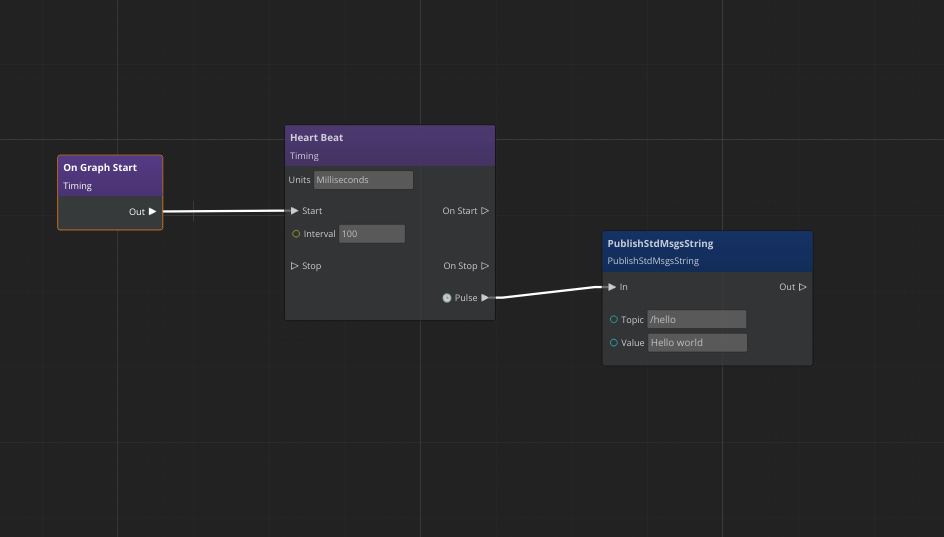 On Graph Start
Timing
Out
Heart Beat
Timing
Units Milliseconds
Start On Start
Interval 100
Stop On Stop
Pulse
PublishStdMsgsString
PublishStdMsgsString
In Out
Topic /hello
Value Hello world